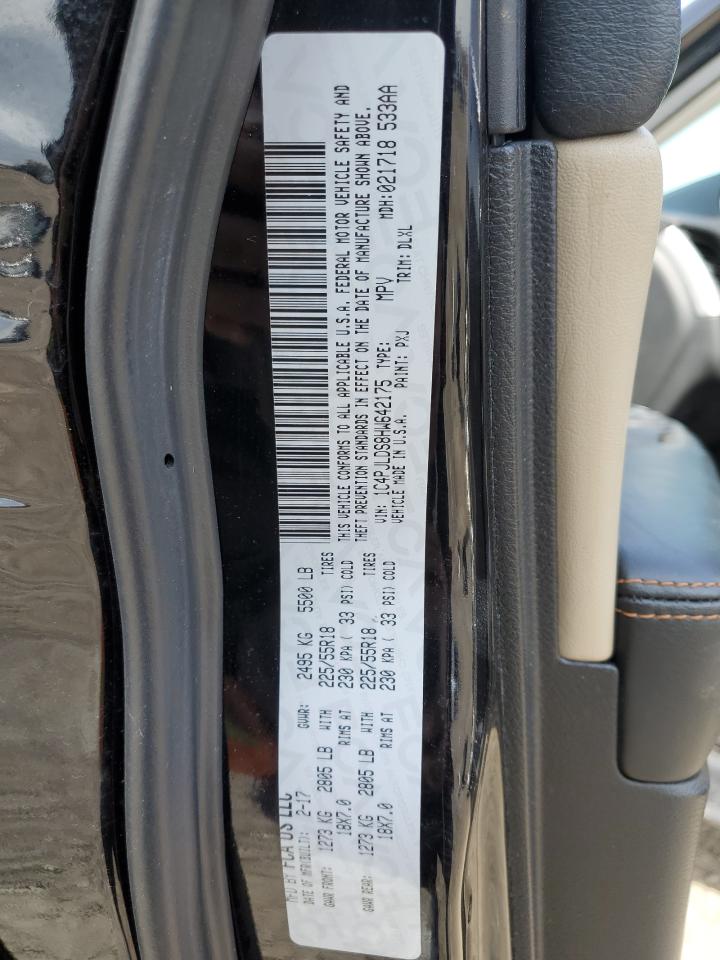 MFD BY FCA US LLC
DATE OF MFR(BUILT): 2-17 GVWR: 2495 KG 5500 LB
GAWR FRONT: 1273 KG 2805 LB WITH 225/55R18 TIRES
18X7.0 RIMS AT 230 KPA ( 33 PSI) COLD
GAWR REAR: 1273 KG 2805 LB WITH 225/55R18 TIRES
18X7.0 RIMS AT 230 KPA ( 33 PSI) COLD
THIS VEHICLE CONFORMS TO ALL APPLICABLE U.S.A. FEDERAL MOTOR VEHICLE SAFETY AND
THEFT PREVENTION STANDARDS IN EFFECT ON THE DATE OF MANUFACTURE SHOWN ABOVE.
VIN: 1C4PJLDS8HW642175 TYPE: MPV MDH:021718 533AA
VEHICLE MADE IN U.S.A. PAINT: PXJ TRIM: DLXL